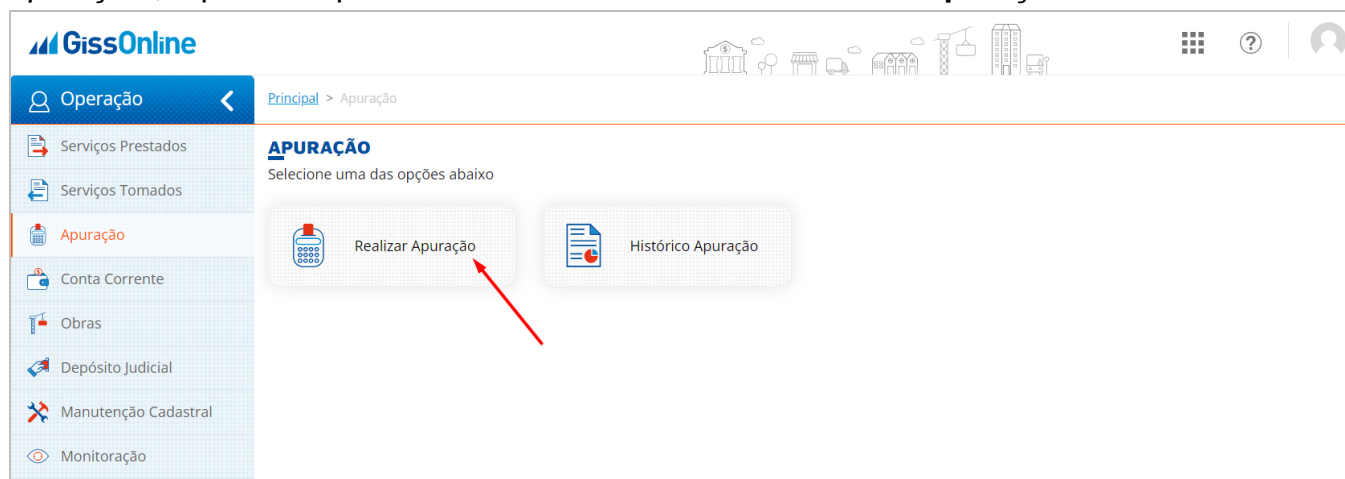 GissOnline
?
Operação
Principal > Apuração
Serviços Prestados
Serviços Tomados
Apuração
Conta Corrente
Obras
Depósito Judicial
Manutenção Cadastral
Monitoração
APURAÇÃO
Selecione uma das opções abaixo
Realizar Apuração
Histórico Apuração